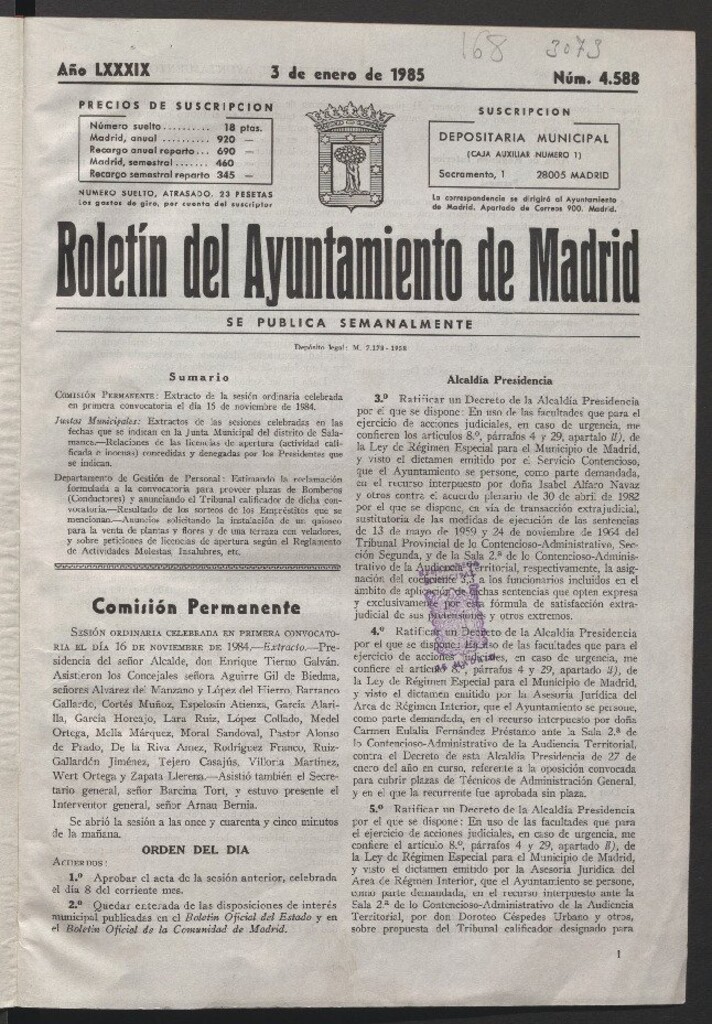 168 3073
Año LXXXIX 3 de enero de 1985 Núm. 4.588
PRECIOS DE SUSCRIPCION
Número suelto.......... 18 ptas.
Madrid, anual .......... 920 —
Recargo anual reparto... 690 —
Madrid, semestral ....... 460
Recargo semestral reparto 345 —
NUMERO SUELTO, ATRASADO, 23 PESETAS
Los gastos de giro, por cuenta del suscriptor
SUSCRIPCION
DEPOSITARIA MUNICIPAL
(CAJA AUXILIAR NUMERO 1)
Sacramento, 1 28005 MADRID
La correspondencia se dirigirá al Ayuntamiento
de Madrid. Apartado de Correos 900. Madrid.
Boletín del Ayuntamiento de Madrid
SE PUBLICA SEMANALMENTE
Depósito legal: M. 7.178 - 1958
Sumario
COMISIÓN PERMANENTE: Extracto de la sesión ordinaria celebrada
en primera convocatoria el día 16 de noviembre de 1984.
Juntas Municipales: Extractos de las sesiones celebradas en las
fechas que se indican en la Junta Municipal del distrito de Sala-
manca.—Relaciones de las licencias de apertura (actividad cali-
ficada e inocuas) concedidas y denegadas por los Presidentes que
se indican.
Departamento de Gestión de Personal: Estimando la reclamación
formulada a la convocatoria para proveer plazas de Bomberos
(Conductores) y anunciando el Tribunal calificador de dicha con-
vocatoria.—Resultado de los sorteos de los Empréstitos que se
mencionan.—Anuncios solicitando la instalación de un quiosco
para la venta de plantas y flores y de una terraza con veladores,
y sobre peticiones de licencias de apertura según el Reglamento
de Actividades Molestas, Insalubres, etc.
Comisión Permanente
SESIÓN ORDINARIA CELEBRADA EN PRIMERA CONVOCATO-
RIA EL DÍA 16 DE NOVIEMBRE DE 1984.—Extracto.—Pre-
sidencia del señor Alcalde, don Enrique Tierno Galván.
Asistieron los Concejales señores Aguirre Gil de Biedma,
señores Alvarez del Manzano y López del Hierro, Barranco
Gallardo, Cortés Muñoz, Espelosín Atienza, García Alari-
lla, García Horcajo, Lara Ruiz, López Collado, Medel
Ortega, Mella Márquez, Moral Sandoval, Pastor Alonso
de Prado, De la Riva Amez, Rodríguez Franco, Ruiz-
Gallardón Jiménez, Tejero Casajús, Villoria Martínez,
Wert Ortega y Zapata Llerena.—Asistió también el Secre-
tario general, señor Barcina Tort, y estuvo presente el
Interventor general, señor Arnau Bernia.
Se abrió la sesión a las once y cuarenta y cinco minutos
de la mañana.
ORDEN DEL DIA
ACUERDOS:
1.º Aprobar el acta de la sesión anterior, celebrada
el día 8 del corriente mes.
2.º Quedar enterada de las disposiciones de interés
municipal publicadas en el Boletín Oficial del Estado y en
el Boletín Oficial de la Comunidad de Madrid.
Alcaldía Presidencia
3.º Ratificar un Decreto de la Alcaldía Presidencia
por el que se dispone: En uso de las facultades que para el
ejercicio de acciones judiciales, en caso de urgencia, me
confieren los artículos 8.º, párrafos 4 y 29, apartado ll), de
la Ley de Régimen Especial para el Municipio de Madrid,
y visto el dictamen emitido por el Servicio Contencioso,
que el Ayuntamiento se persone, como parte demandada,
en el recurso interpuesto por doña Isabel Alfaro Navaz
y otros contra el acuerdo plenario de 30 de abril de 1982
por el que se dispone, en vía de transacción extrajudicial,
sustitutoria de las medidas de ejecución de las sentencias
de 13 de mayo de 1959 y 24 de noviembre de 1964 del
Tribunal Provincial de lo Contencioso-Administrativo, Sec-
ción Segunda, y de la Sala 2.ª de lo Contencioso-Adminis-
trativo de la Audiencia Territorial, respectivamente, la asig-
nación del coeficiente 3,3 a los funcionarios incluidos en el
ámbito de aplicación de dichas sentencias que opten expresa
y exclusivamente por esta fórmula de satisfacción extra-
judicial de sus pretensiones y otros extremos.
4.º Ratificar un Decreto de la Alcaldía Presidencia
por el que se dispone: En uso de las facultades que para el
ejercicio de acciones judiciales, en caso de urgencia, me
confiere el artículo 8.º, párrafos 4 y 29, apartado ll), de
la Ley de Régimen Especial para el Municipio de Madrid,
y visto el dictamen emitido por la Asesoría Jurídica del
Area de Régimen Interior, que el Ayuntamiento se persone,
como parte demandada, en el recurso interpuesto por doña
Carmen Eulalia Fernández Préstamo ante la Sala 2.ª de
lo Contencioso-Administrativo de la Audiencia Territorial,
contra el Decreto de esta Alcaldía Presidencia de 27 de
enero del año en curso, referente a la oposición convocada
para cubrir plazas de Técnicos de Administración General,
y en el que la recurrente fue aprobada sin plaza.
5.º Ratificar un Decreto de la Alcaldía Presidencia
por el que se dispone: En uso de las facultades que para
el ejercicio de acciones judiciales, en caso de urgencia, me
confiere el artículo 8.º, párrafos 4 y 29, apartado ll), de
la Ley de Régimen Especial para el Municipio de Madrid,
y visto el dictamen emitido por la Asesoría Jurídica del
Area de Régimen Interior, que el Ayuntamiento se persone,
como parte demandada, en el recurso interpuesto ante la
Sala 2.ª de lo Contencioso-Administrativo de la Audiencia
Territorial, por don Doroteo Céspedes Urbano y otros,
sobre propuesta del Tribunal calificador designado para
1